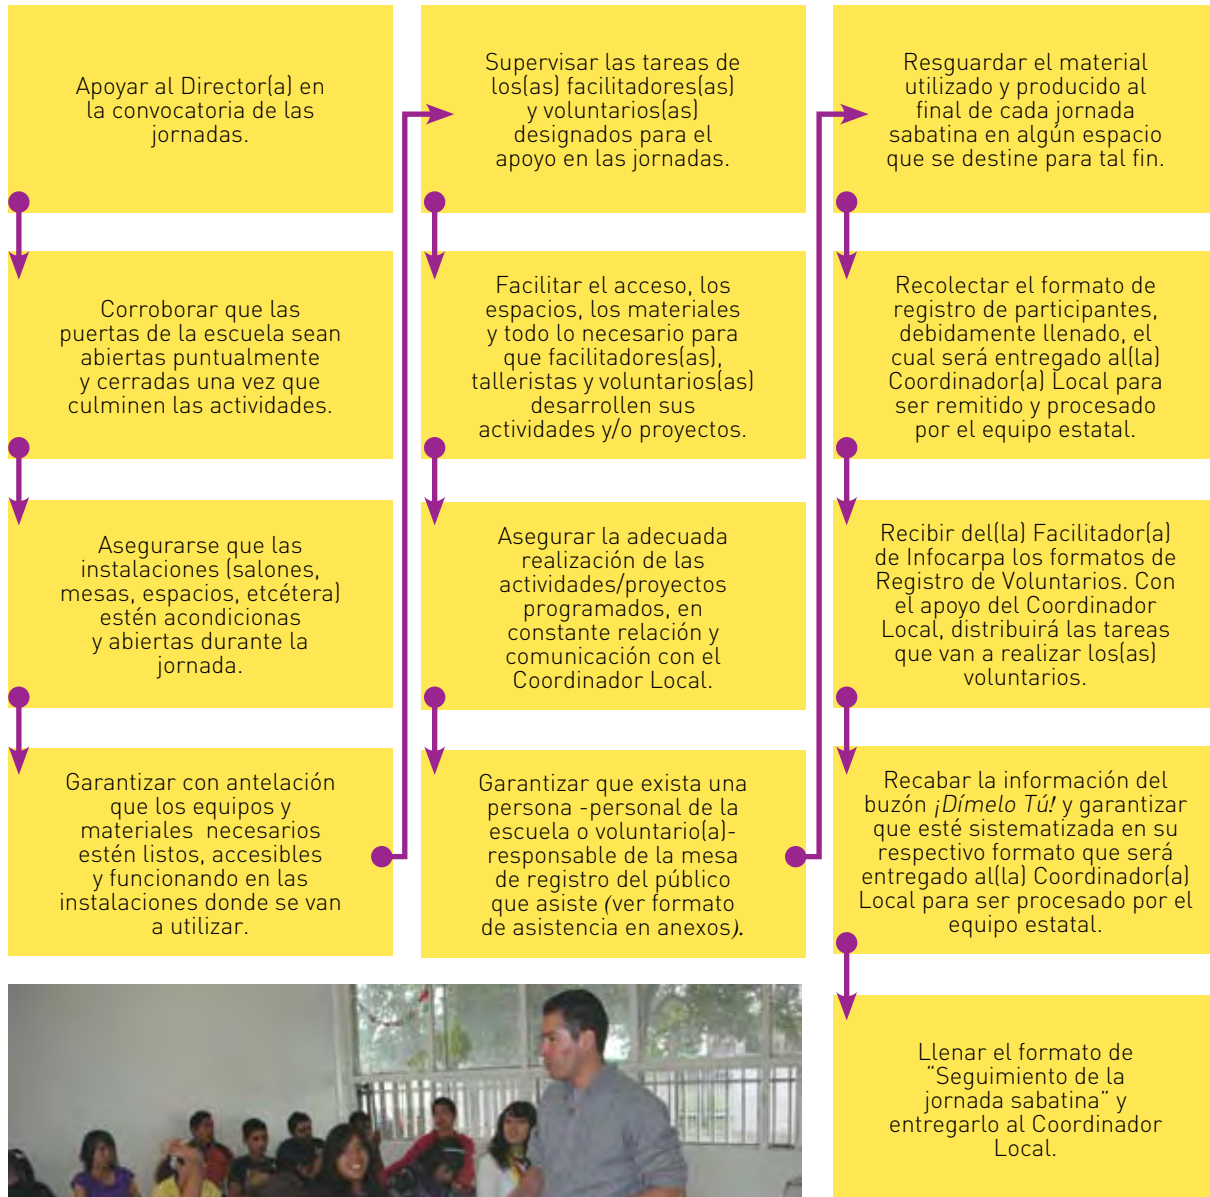 Apoyar al Director(a) en
la convocatoria de las
jornadas.
Corroborar que las
puertas de la escuela sean
abiertas puntualmente
y cerradas una vez que
culminen las actividades.
Asegurarse que las
instalaciones (salones,
mesas, espacios, etcétera)
estén acondicionas
y abiertas durante la
jornada.
Garantizar con antelación
que los equipos y
materiales necesarios
estén listos, accesibles
y funcionando en las
instalaciones donde se van
a utilizar.
Supervisar las tareas de
los(as) facilitadores(as)
y voluntarios(as)
designados para el
apoyo en las jornadas.
Facilitar el acceso, los
espacios, los materiales
y todo lo necesario para
que facilitadores(as),
talleristas y voluntarios(as)
desarrollen sus
actividades y/o proyectos.
Asegurar la adecuada
realización de las
actividades/proyectos
programados, en
constante relación y
comunicación con el
Coordinador Local.
Garantizar que exista una
persona -personal de la
escuela o voluntario(a)-
responsable de la mesa
de registro del público
que asiste (ver formato
de asistencia en anexos).
Resguardar el material
utilizado y producido al
final de cada jornada
sabatina en algún espacio
que se destine para tal fin.
Recolectar el formato de
registro de participantes,
debidamente llenado, el
cual será entregado al(la)
Coordinador(a) Local para
ser remitido y procesado
por el equipo estatal.
Recibir del(la) Facilitador(a)
de Infocarpa los formatos de
Registro de Voluntarios. Con
el apoyo del Coordinador
Local, distribuirá las tareas
que van a realizar los(as)
voluntarios.
Recabar la información del
buzón ¡Dímelo Tú! y garantizar
que esté sistematizada en su
respectivo formato que será
entregado al(la) Coordinador(a)
Local para ser procesado por el
equipo estatal.
Llenar el formato de
“Seguimiento de la
jornada sabatina” y
entregarlo al Coordinador
Local.